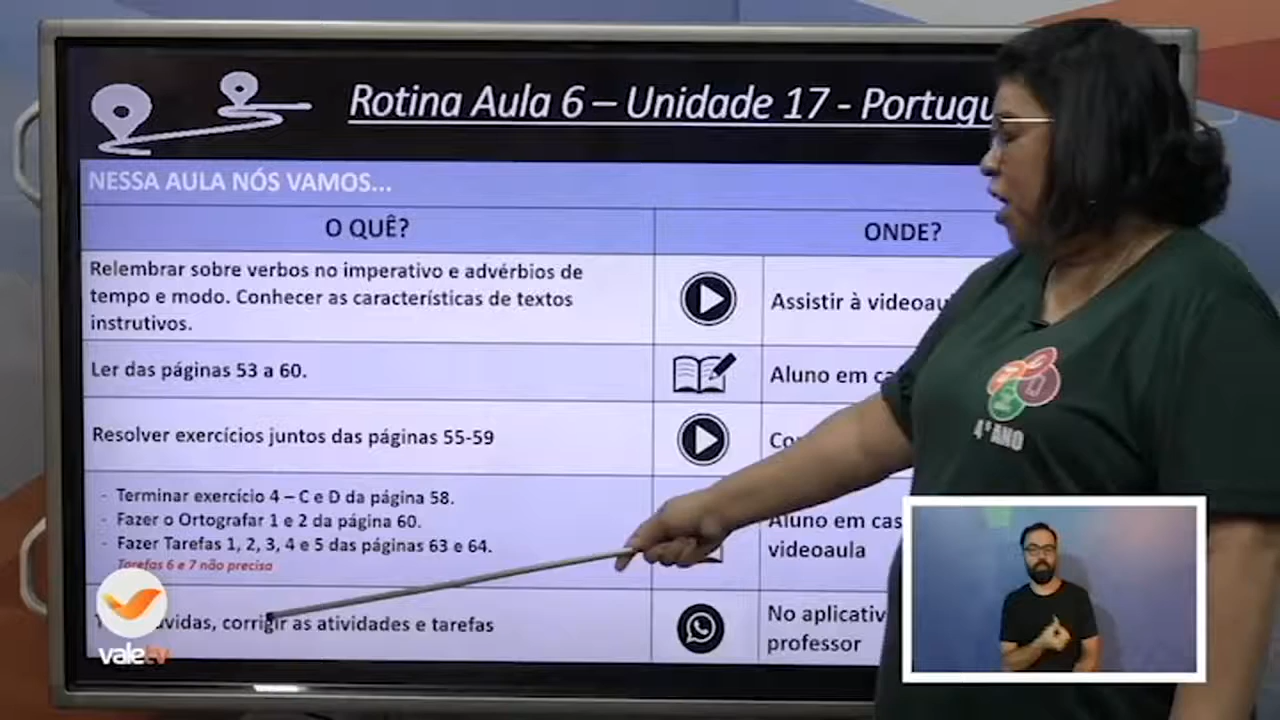 Rotina Aula 6 – Unidade 17 - Portugu
NESSA AULA NÓS VAMOS...
O QUÊ?
ONDE?
Relembrar sobre verbos no imperativo e advérbios de
tempo e modo. Conhecer as características de textos
instrutivos.
Assistir à videoau
Ler das páginas 53 a 60.
Aluno em ca
Resolver exercícios juntos das páginas 55-59
Co
- Terminar exercício 4 – C e D da página 58.
- Fazer o Ortografar 1 e 2 da página 60.
- Fazer Tarefas 1, 2, 3, 4 e 5 das páginas 63 e 64.
Tarefas 6 e 7 não precisa
Aluno em cas
videoaula
corrigir as atividades e tarefas
No aplicativ
professor
4º ANO
valetv